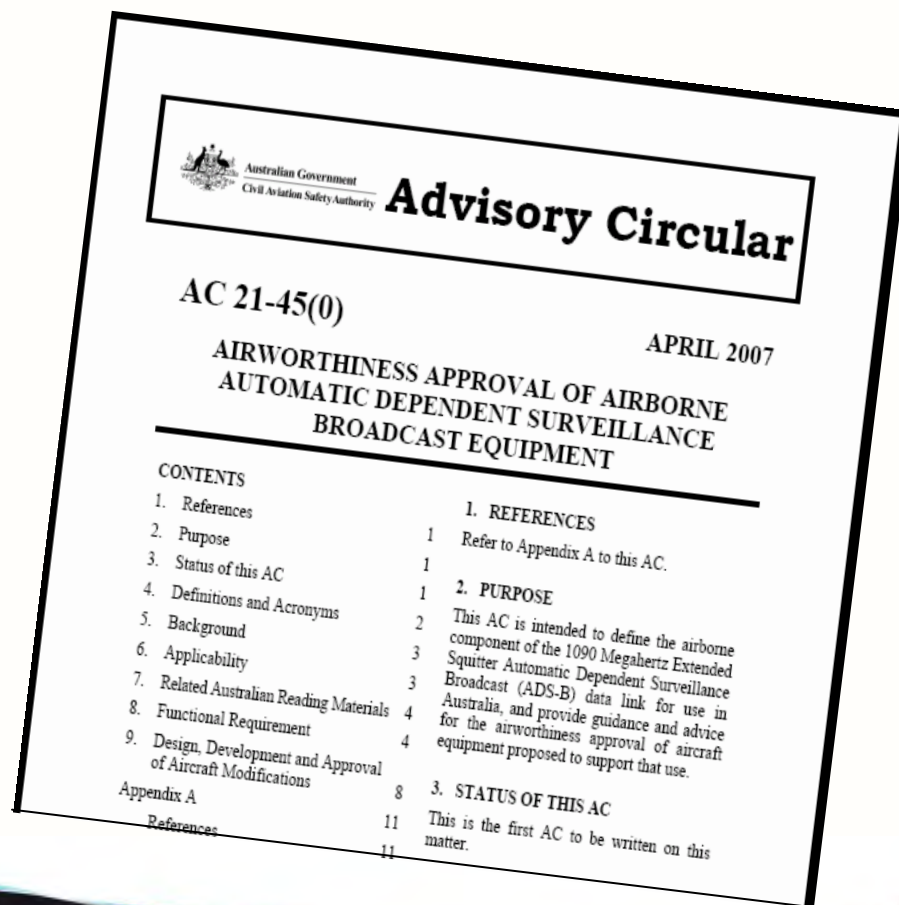 Australian Government
Civil Aviation Safety Authority
Advisory Circular
AC 21-45(0)
APRIL 2007
AIRWORTHINESS APPROVAL OF AIRBORNE
AUTOMATIC DEPENDENT SURVEILLANCE
BROADCAST EQUIPMENT
CONTENTS
1. References 1
2. Purpose 1
3. Status of this AC 1
4. Definitions and Acronyms 2
5. Background 3
6. Applicability 3
7. Related Australian Reading Materials 4
8. Functional Requirement 4
9. Design, Development and Approval
of Aircraft Modifications 8
Appendix A 11
References 11
1. REFERENCES
Refer to Appendix A to this AC.
2. PURPOSE
This AC is intended to define the airborne
component of the 1090 Megahertz Extended
Squitter Automatic Dependent Surveillance
Broadcast (ADS-B) data link for use in
Australia, and provide guidance and advice
for the airworthiness approval of aircraft
equipment proposed to support that use.
3. STATUS OF THIS AC
This is the first AC to be written on this
matter.